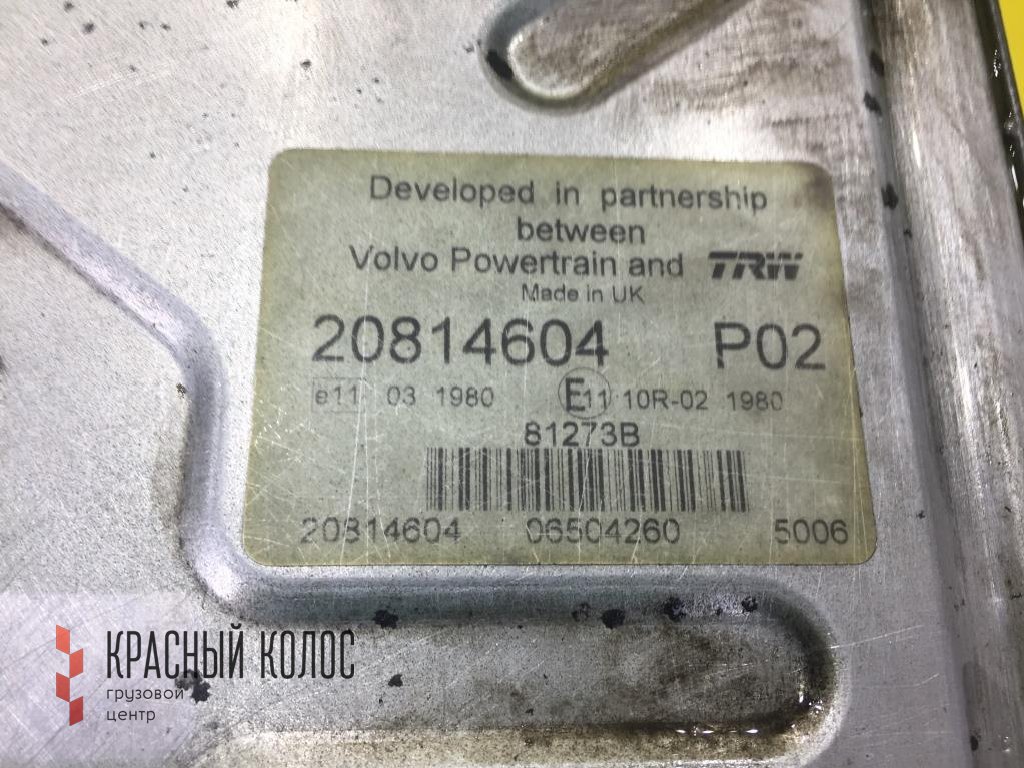 Developed in partnership
between
Volvo Powertrain and TRW
Made in UK
20814604 P02
e11 03 1980 E11 10R-02 1980
81273B
20814604 06504260 5006
КРАСНЫЙ КОЛОС
грузовой
центр